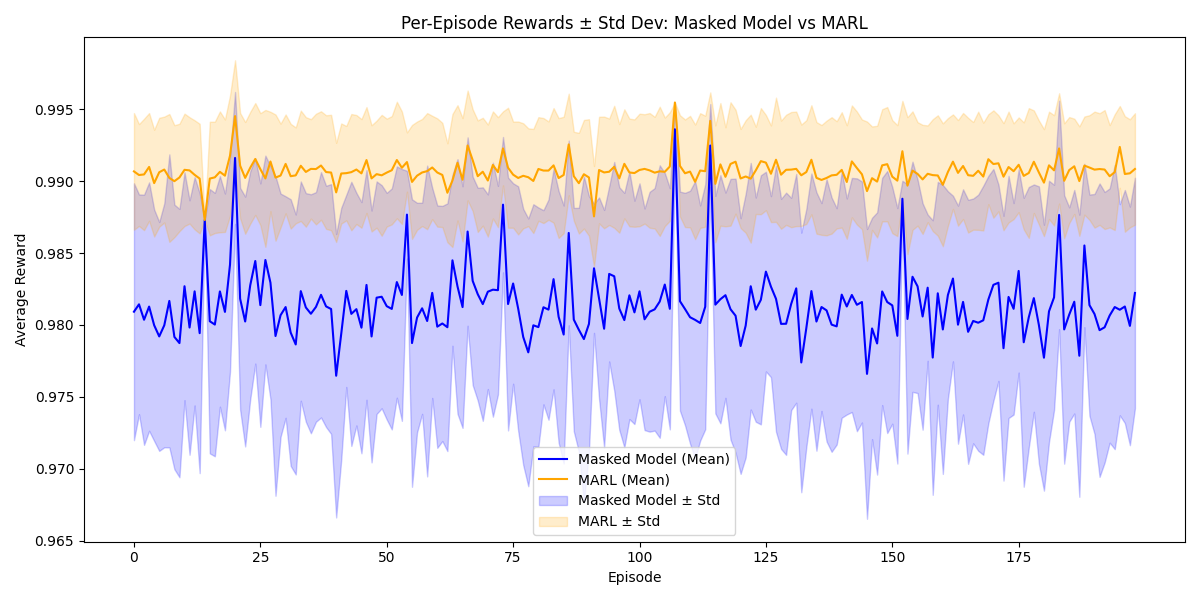 Per-Episode Rewards ± Std Dev: Masked Model vs MARL
Average Reward
0.995
0.990
0.985
0.980
0.975
0.970
0.965
Masked Model (Mean)
MARL (Mean)
Masked Model ± Std
MARL ± Std
0 25 50 75 100 125 150 175
Episode